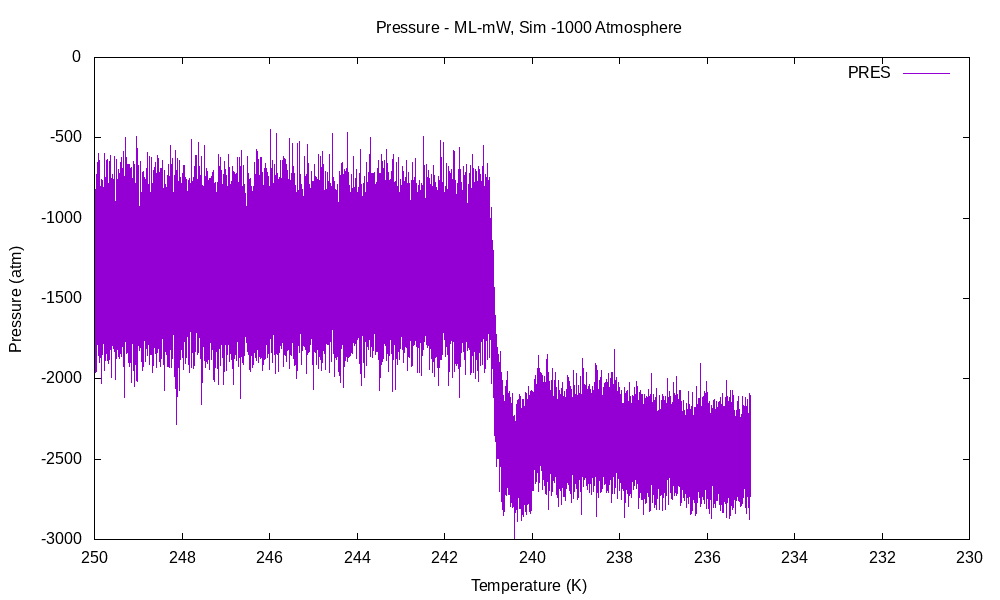 Pressure - ML-mW, Sim -1000 Atmosphere
PRES
0
-500
-1000
-1500
-2000
-2500
-3000
Pressure (atm)
250 248 246 244 242 240 238 236 234 232 230
Temperature (K)